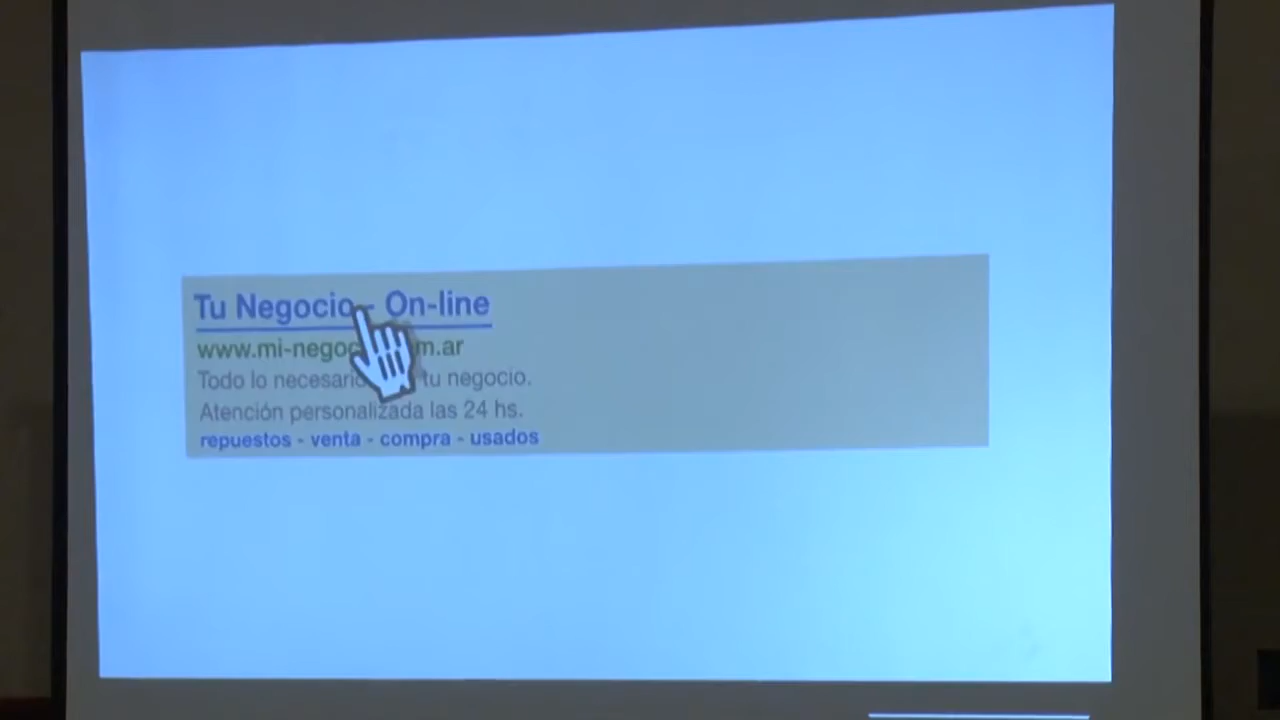 Tu Negocio - On-line
www.mi-negoc m.ar
Todo lo necesario tu negocio.
Atención personalizada las 24 hs.
repuestos - venta - compra - usados